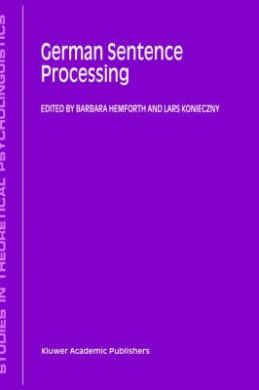 German Sentence
Processing
EDITED BY BARBARA HEMFORTH AND LARS KONIECZNY
STUDIES IN THEORETICAL PSYCHOLINGUISTICS
Kluwer Academic Publishers